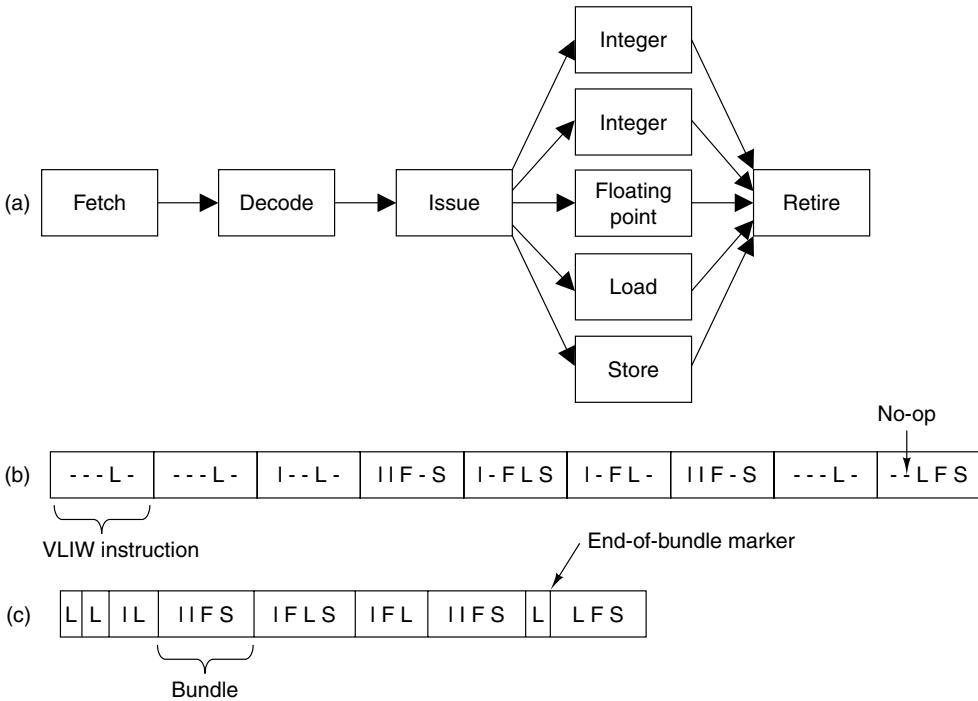 (a)
Fetch
Decode
Issue
Integer
Integer
Floating
point
Load
Store
Retire
No-op
(b)
- - - L -
- - - L -
I - - L -
I I F - S
I - F L S
I - F L -
I I F - S
- - - L -
- - L F S
VLIW instruction
End-of-bundle marker
(c)
L
L
I L
I I F S
I F L S
I F L
I I F S
L
L F S
Bundle